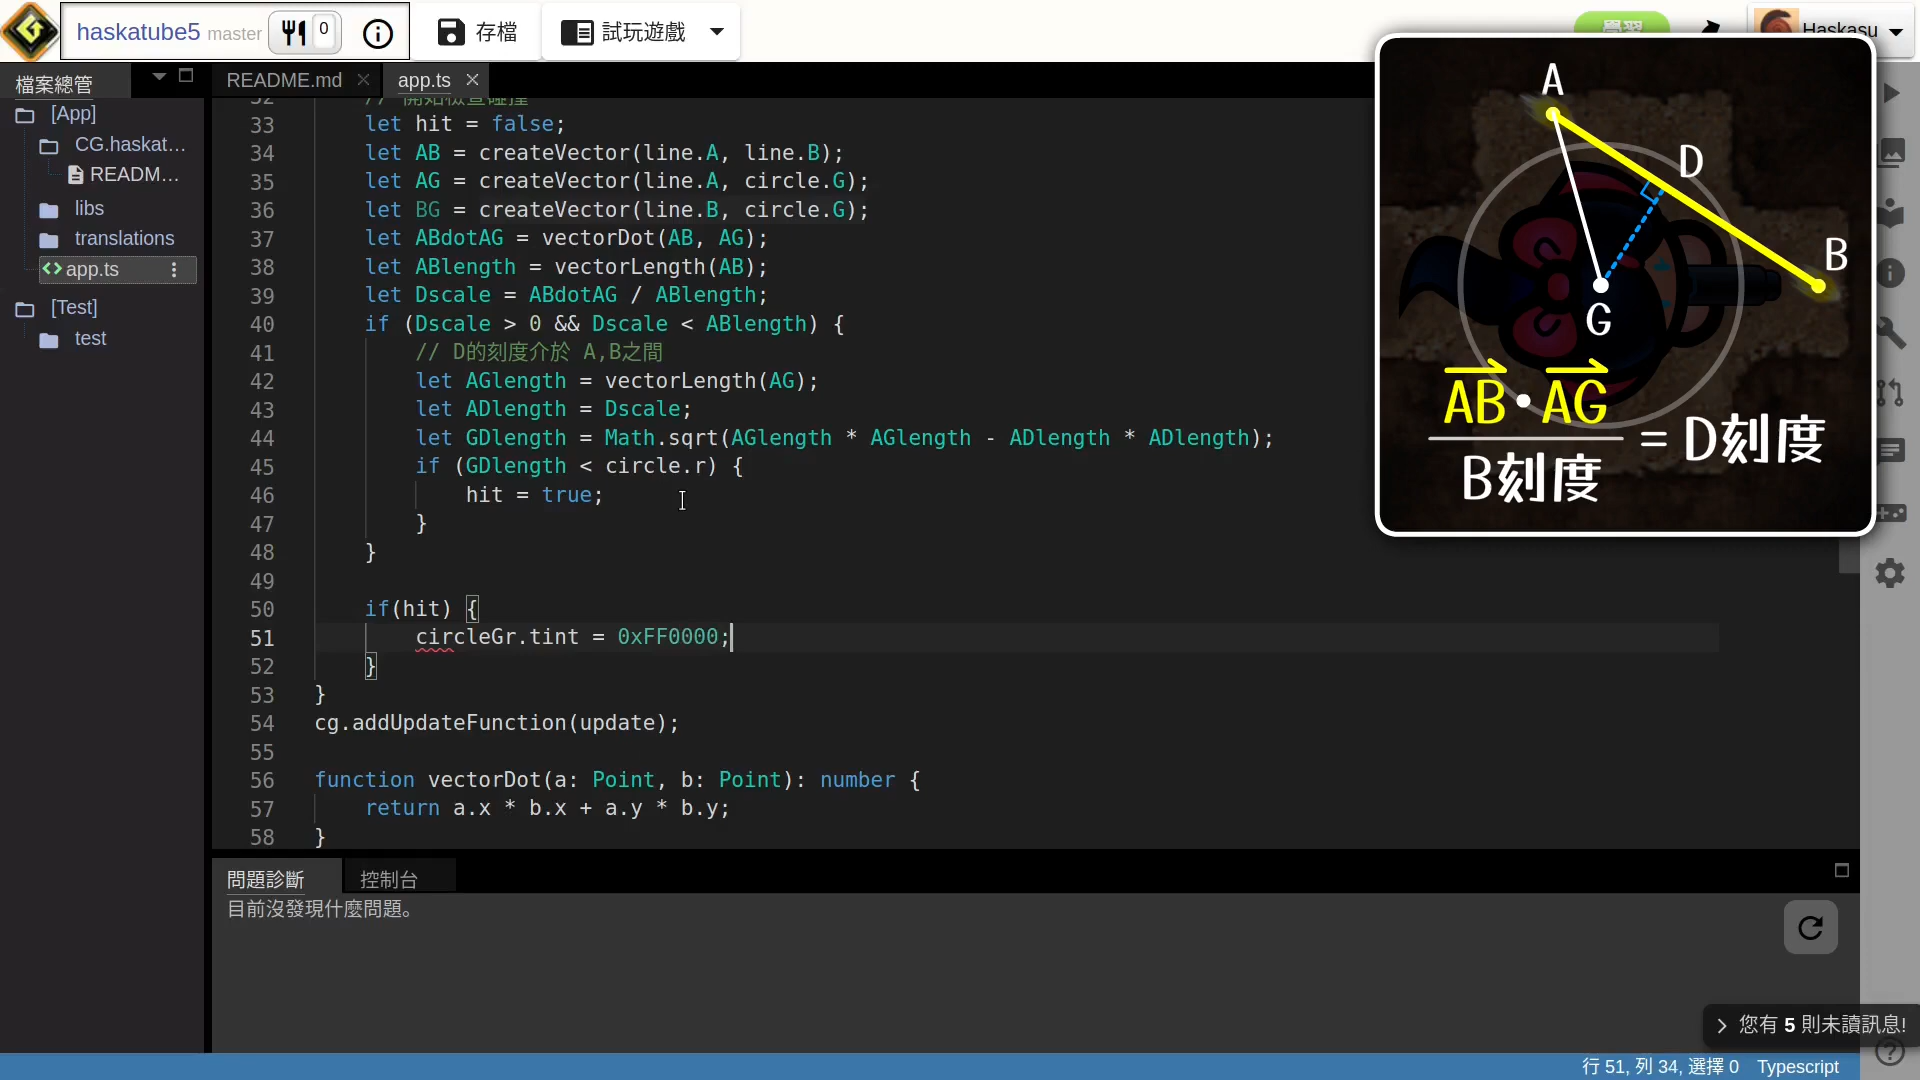 haskatube5 master
0
存檔
試玩遊戲
Haskasu
檔案總管
README.md
app.ts
[App]
CG.haskat...
READM...
libs
translations
app.ts
[Test]
test
32 // 開始檢查碰撞
33 let hit = false;
34 let AB = createVector(line.A, line.B);
35 let AG = createVector(line.A, circle.G);
36 let BG = createVector(line.B, circle.G);
37 let ABdotAG = vectorDot(AB, AG);
38 let ABlength = vectorLength(AB);
39 let Dscale = ABdotAG / ABlength;
40 if (Dscale > 0 && Dscale < ABlength) {
41 // D的刻度介於 A,B之間
42 let AGlength = vectorLength(AG);
43 let ADlength = Dscale;
44 let GDlength = Math.sqrt(AGlength * AGlength - ADlength * ADlength);
45 if (GDlength < circle.r) {
46 hit = true;
47 }
48 }
49
50 if(hit) {
51 circleGr.tint = 0xFF0000;
52 }
53 }
54 cg.addUpdateFunction(update);
55
56 function vectorDot(a: Point, b: Point): number {
57 return a.x * b.x + a.y * b.y;
58 }
A
D
B
G
AB • AG
B刻度
= D刻度
問題診斷
控制台
目前沒發現什麼問題。
您有 5 則未讀訊息!
行 51, 列 34, 選擇 0
Typescript